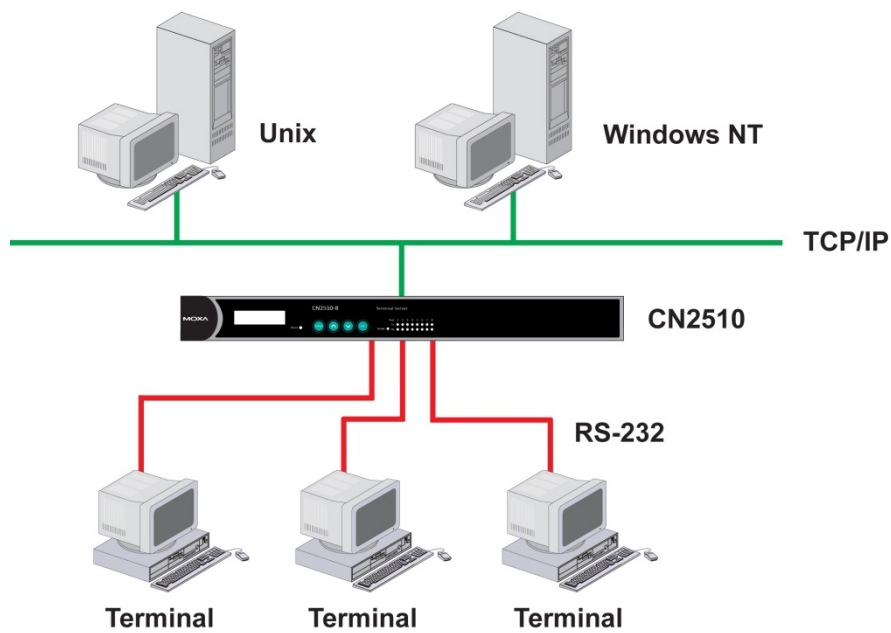 Unix
Windows NT
TCP/IP
MOXA
CN2510-8
Terminal Server
CN2510
RS-232
Terminal
Terminal
Terminal